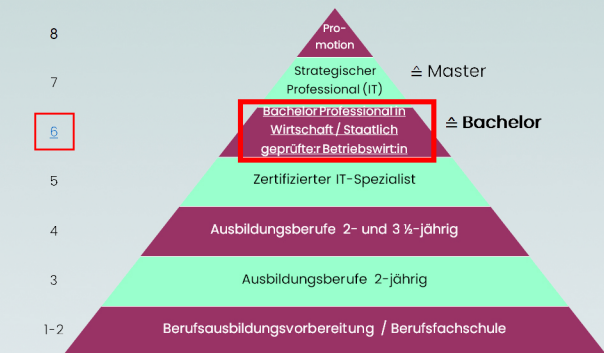 8
Pro-
motion
7
Strategischer
Professional (IT)
≙ Master
6
Bachelor Professional in
Wirtschaft / Staatlich
geprüfte:r Betriebswirt:in
≙ Bachelor
5
Zertifizierter IT-Spezialist
4
Ausbildungsberufe 2- und 3 ½-jährig
3
Ausbildungsberufe 2-jährig
1-2
Berufsausbildungsvorbereitung / Berufsfachschule